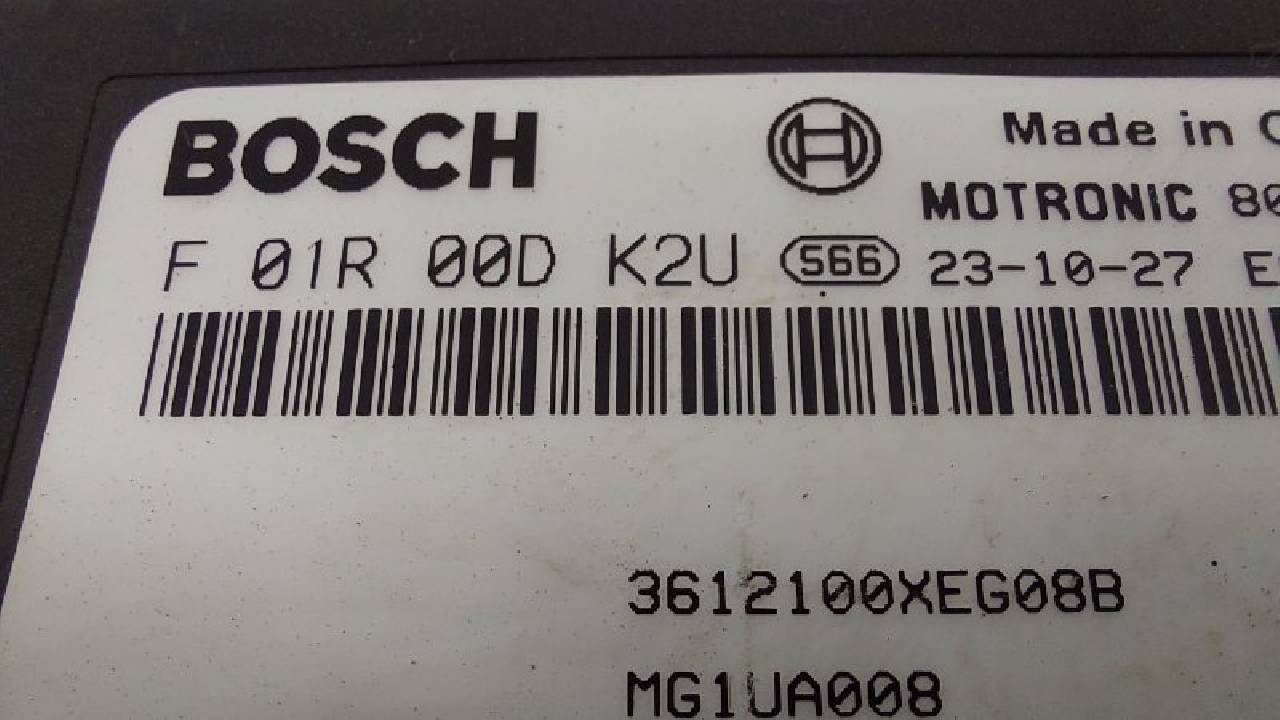 BOSCH
Made in
MOTRONIC
F 01R 00D K2U 566 23-10-27
3612100XEG08B
MG1UA008